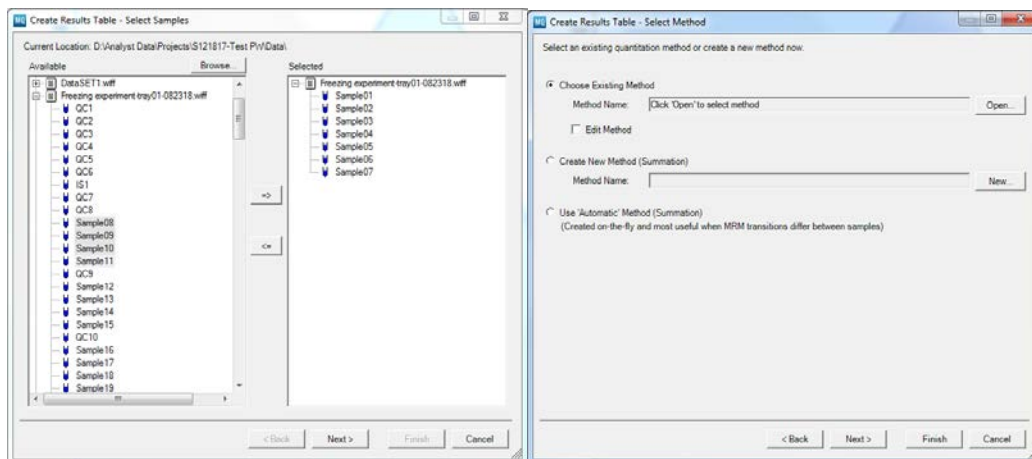 MQ Create Results Table - Select Samples
Current Location: D:\Analyst Data\Projects\S121817-Test PW\Data\
Available
Browse...
DataSET1.wiff
Freezing experiment-tray01-082318.wiff
QC1
QC2
QC3
QC4
QC5
QC6
IS1
QC7
QC8
Sample08
Sample09
Sample10
Sample11
QC9
Sample12
Sample13
Sample14
Sample15
QC10
Sample16
Sample17
Sample18
Sample19
=>
<=
Selected
Freezing experiment-tray01-082318.wiff
Sample01
Sample02
Sample03
Sample04
Sample05
Sample06
Sample07
< Back
Next >
Finish
Cancel
MQ Create Results Table - Select Method
Select an existing quantitation method or create a new method now.
Choose Existing Method
Method Name: Click 'Open' to select method Open...
Edit Method
Create New Method (Summation)
Method Name: New...
Use 'Automatic' Method (Summation)
(Created on-the-fly and most useful when MRM transitions differ between samples)
< Back
Next >
Finish
Cancel